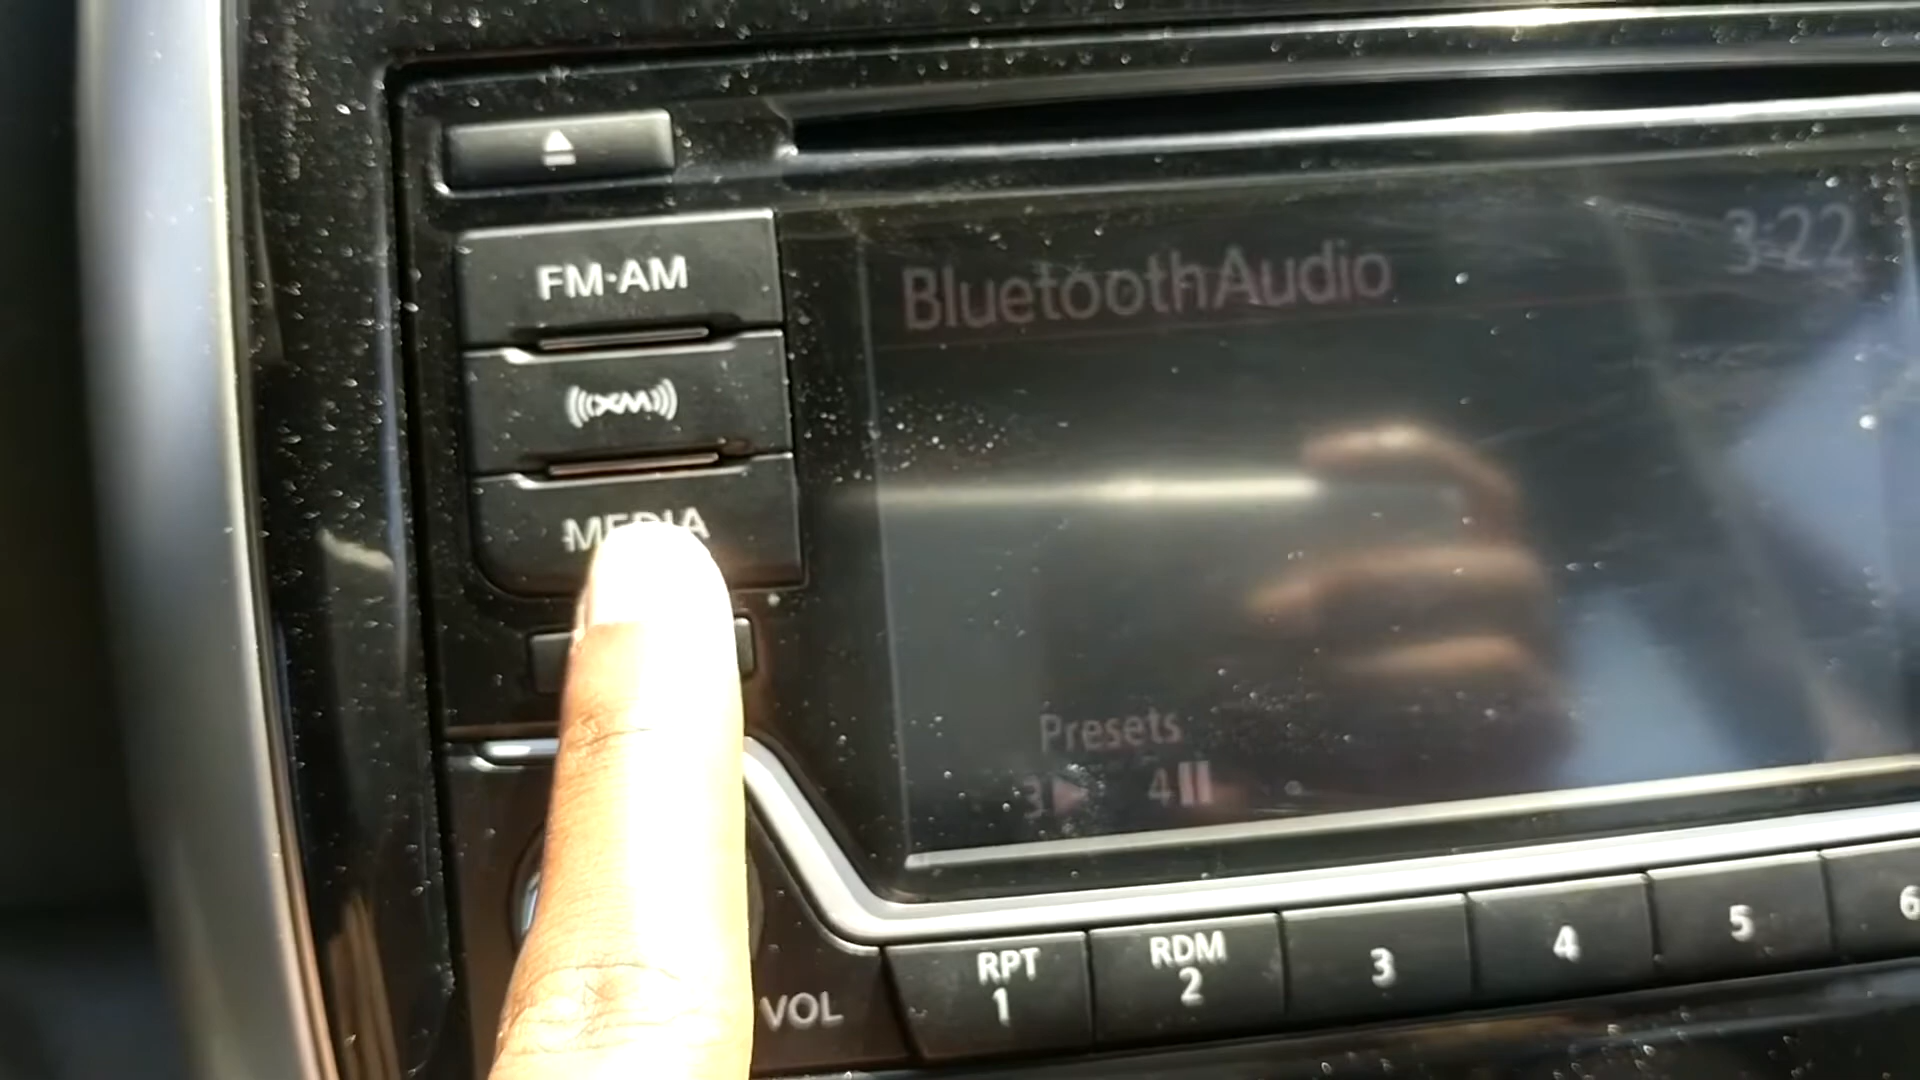 FM·AM
((XM))
MEDIA
BluetoothAudio
3:22
Presets
3
4
VOL
RPT
1
RDM
2
3
4
5
6